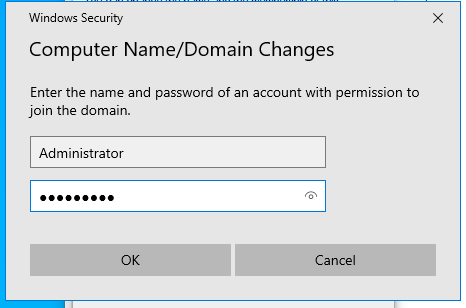 Windows Security
Computer Name/Domain Changes
Enter the name and password of an account with permission to
join the domain.
Administrator
●●●●●●●●●
OK
Cancel